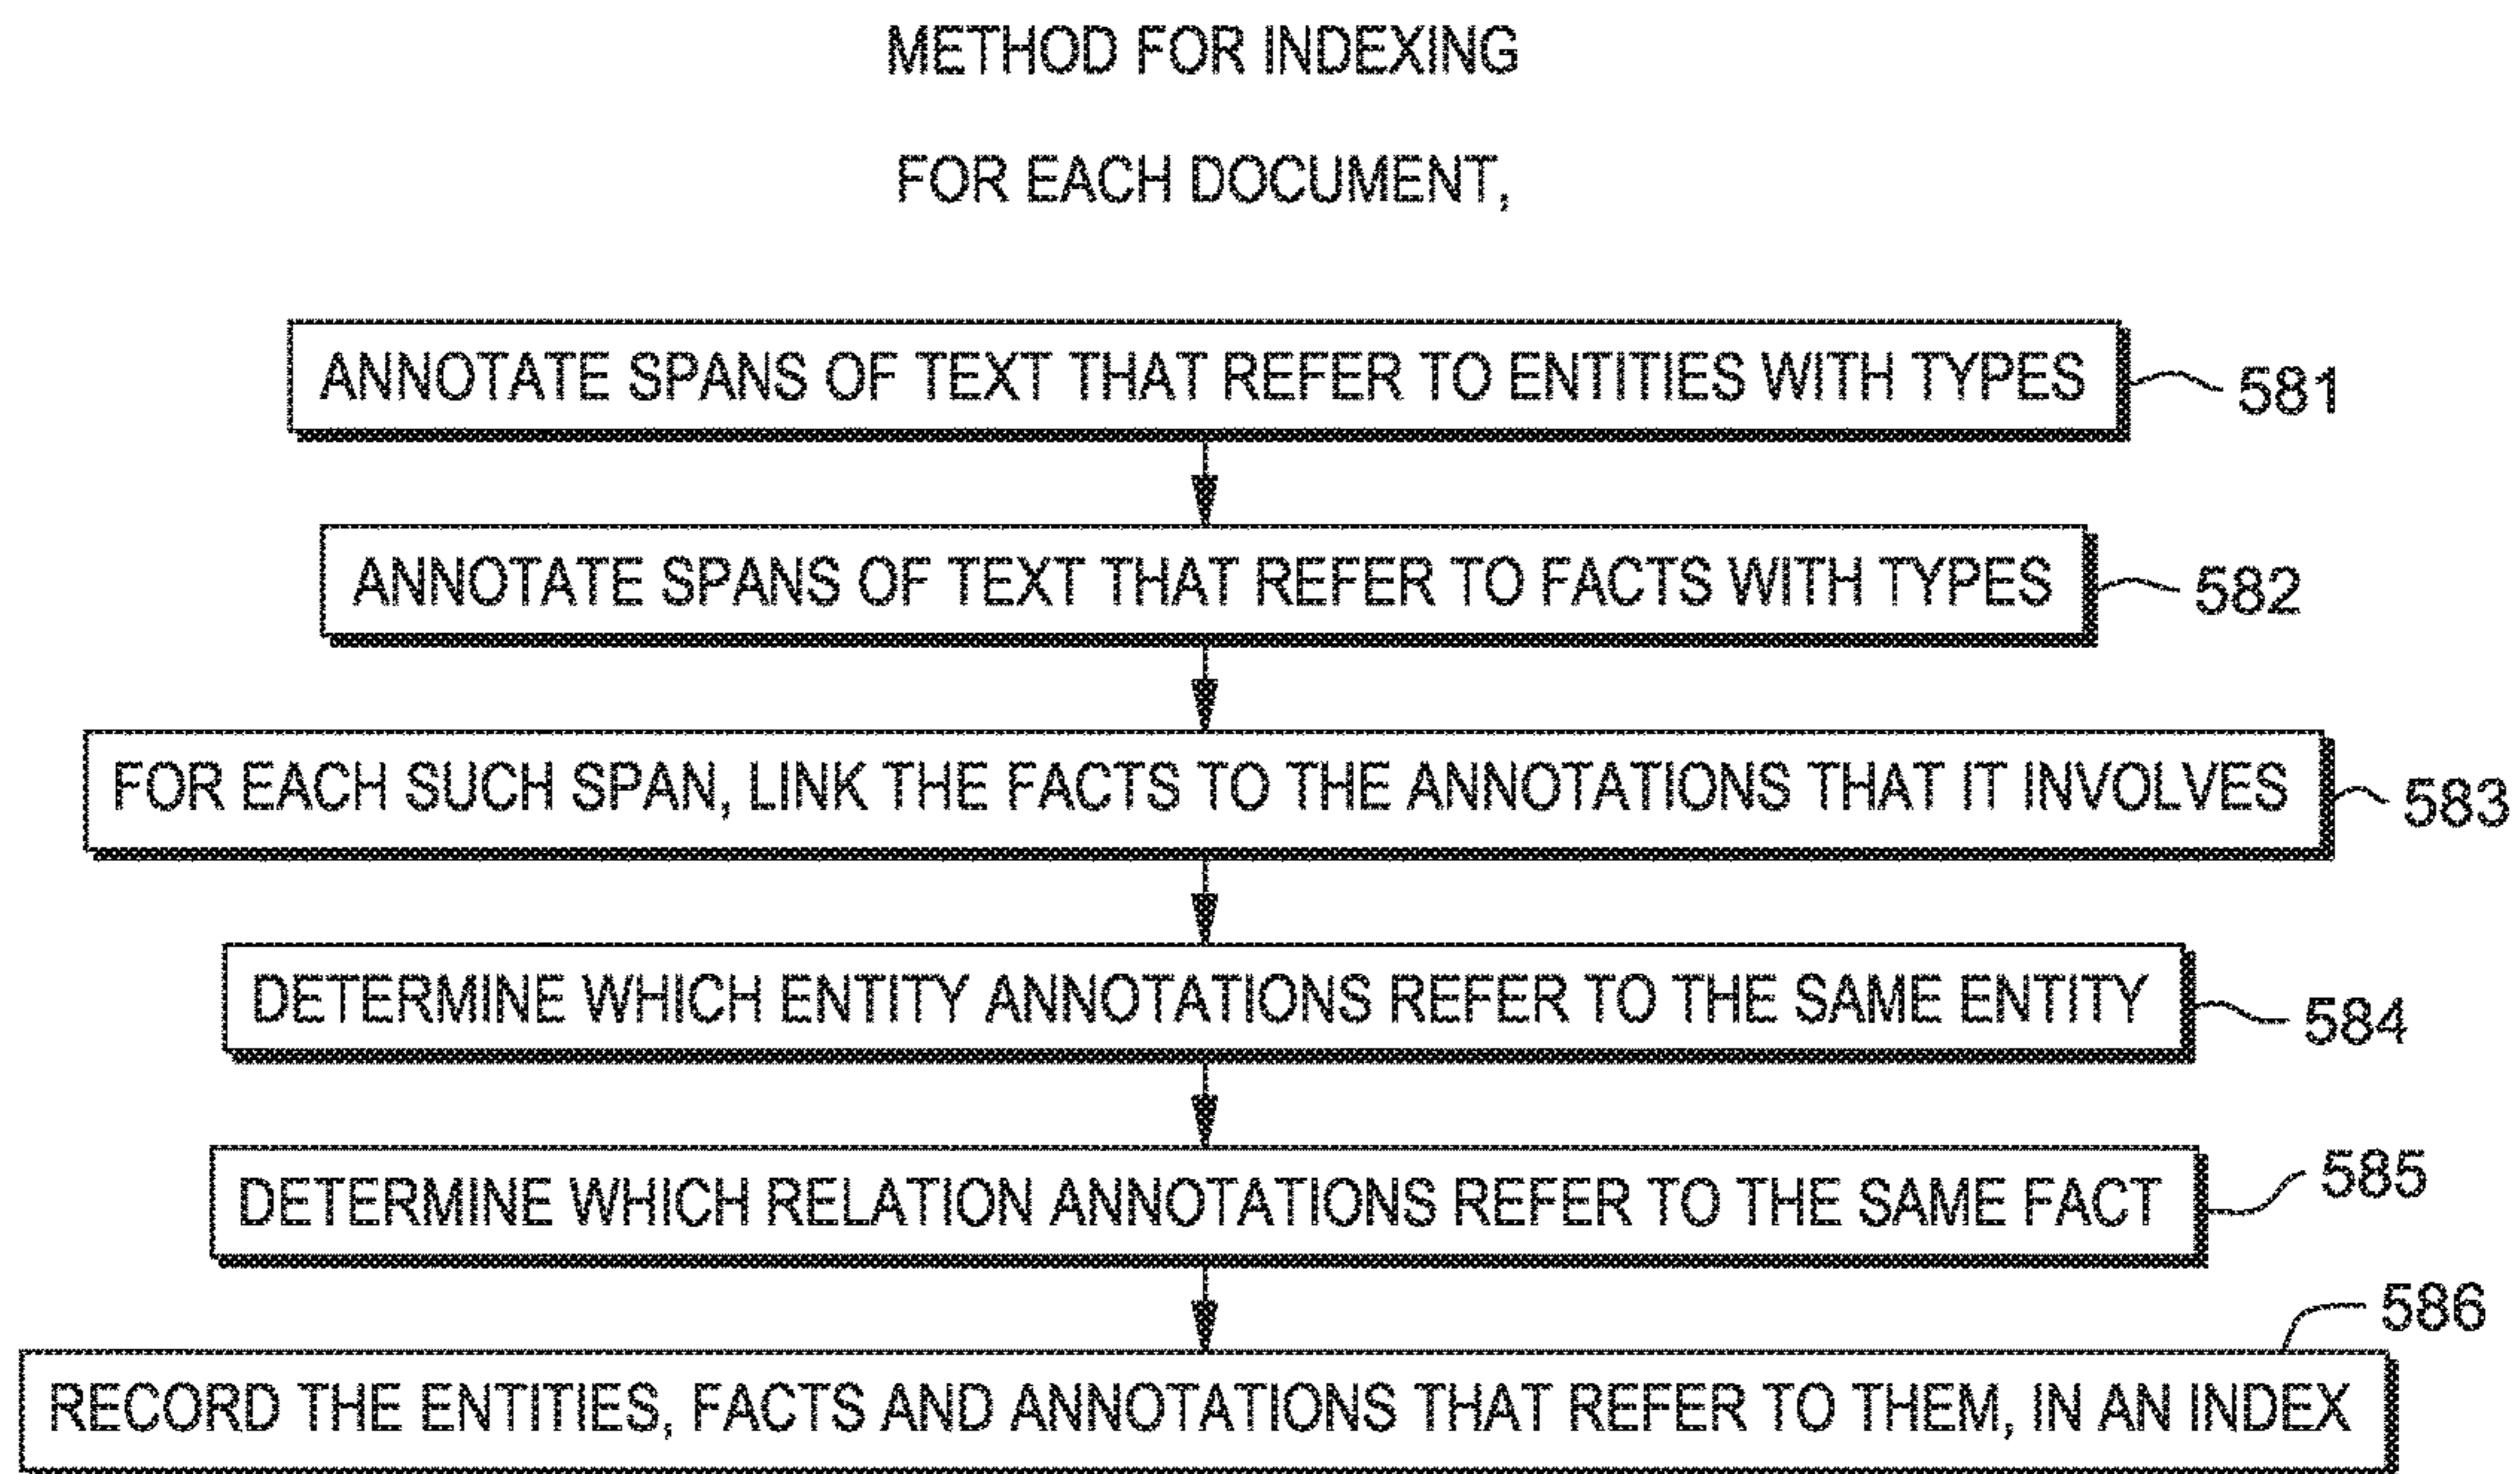 METHOD FOR INDEXING
FOR EACH DOCUMENT,
ANNOTATE SPANS OF TEXT THAT REFER TO ENTITIES WITH TYPES
581
ANNOTATE SPANS OF TEXT THAT REFER TO FACTS WITH TYPES
582
FOR EACH SUCH SPAN, LINK THE FACTS TO THE ANNOTATIONS THAT IT INVOLVES
583
DETERMINE WHICH ENTITY ANNOTATIONS REFER TO THE SAME ENTITY
584
DETERMINE WHICH RELATION ANNOTATIONS REFER TO THE SAME FACT
585
586
RECORD THE ENTITIES, FACTS AND ANNOTATIONS THAT REFER TO THEM, IN AN INDEX